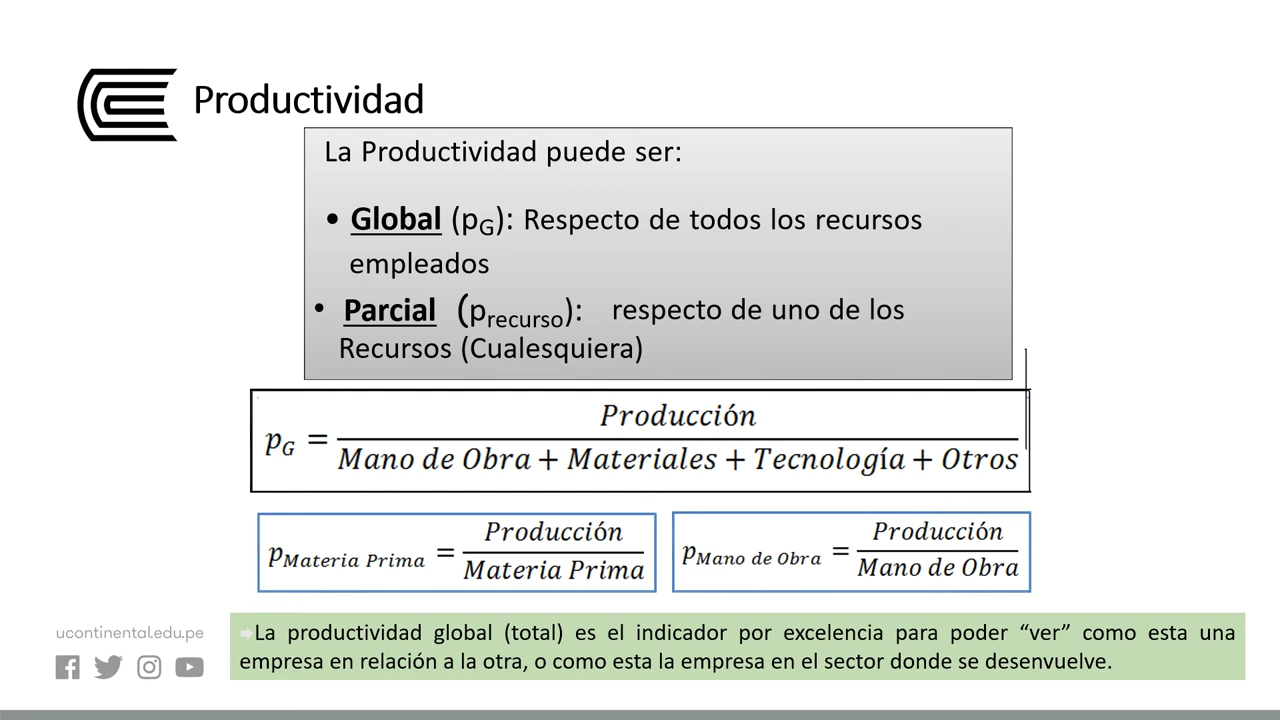 Productividad
La Productividad puede ser:
• Global (pG): Respecto de todos los recursos
empleados
• Parcial (precurso): respecto de uno de los
Recursos (Cualesquiera)
pG = Producción / Mano de Obra + Materiales + Tecnología + Otros
pMateria Prima = Producción / Materia Prima
pMano de Obra = Producción / Mano de Obra
La productividad global (total) es el indicador por excelencia para poder “ver” como esta una
empresa en relación a la otra, o como esta la empresa en el sector donde se desenvuelve.
ucontinental.edu.pe